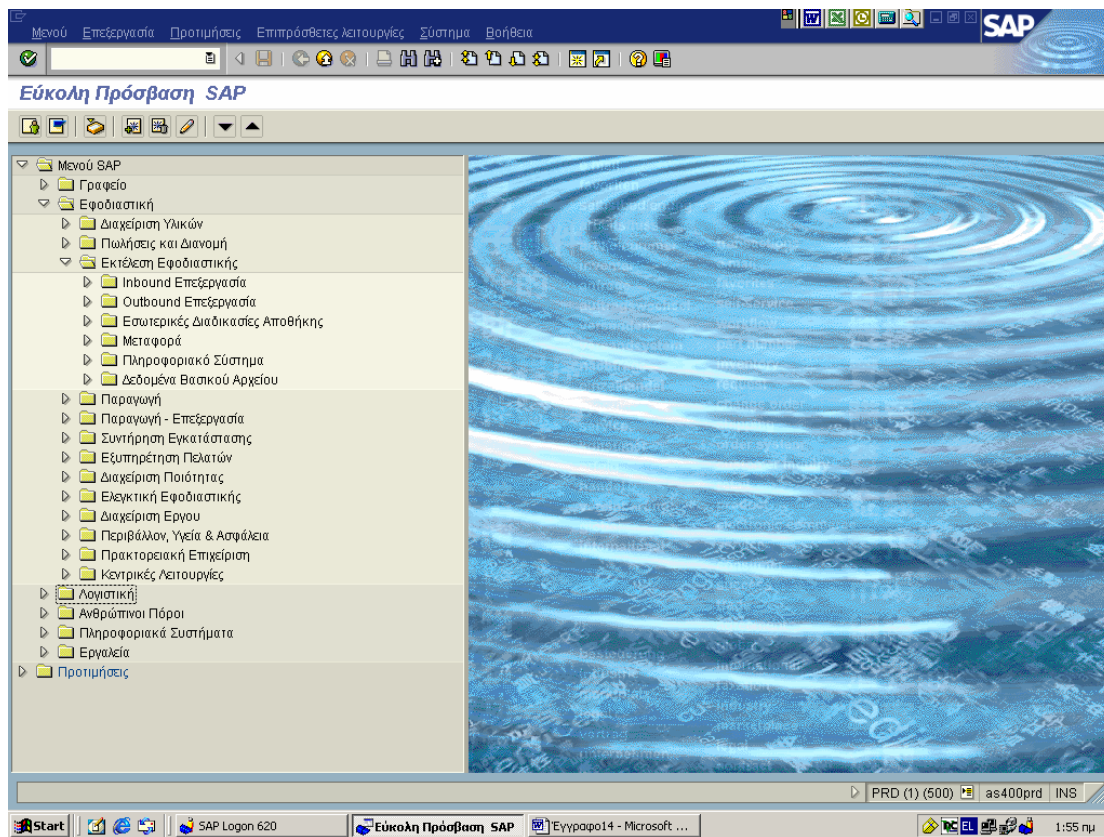 Μενού Επεξεργασία Προτιμήσεις Επιπρόσθετες λειτουργίες Σύστημα Βοήθεια
SAP
Εύκολη Πρόσβαση SAP
Μενού SAP
Γραφείο
Εφοδιαστική
Διαχείριση Υλικών
Πωλήσεις και Διανομή
Εκτέλεση Εφοδιαστικής
Inbound Επεξεργασία
Outbound Επεξεργασία
Εσωτερικές Διαδικασίες Αποθήκης
Μεταφορά
Πληροφοριακό Σύστημα
Δεδομένα Βασικού Αρχείου
Παραγωγή
Παραγωγή - Επεξεργασία
Συντήρηση Εγκατάστασης
Εξυπηρέτηση Πελατών
Διαχείριση Ποιότητας
Ελεγκτική Εφοδιαστικής
Διαχείριση Εργου
Περιβάλλον, Υγεία & Ασφάλεια
Πρακτορειακή Επιχείριση
Κεντρικές Λειτουργίες
Λογιστική
Ανθρώπινοι Πόροι
Πληροφοριακά Συστήματα
Εργαλεία
Προτιμήσεις
PRD (1) (500) as400prd INS
Start SAP Logon 620 Εύκολη Πρόσβαση SAP Έγγραφο14 - Microsoft ... EL 1:55 πμ